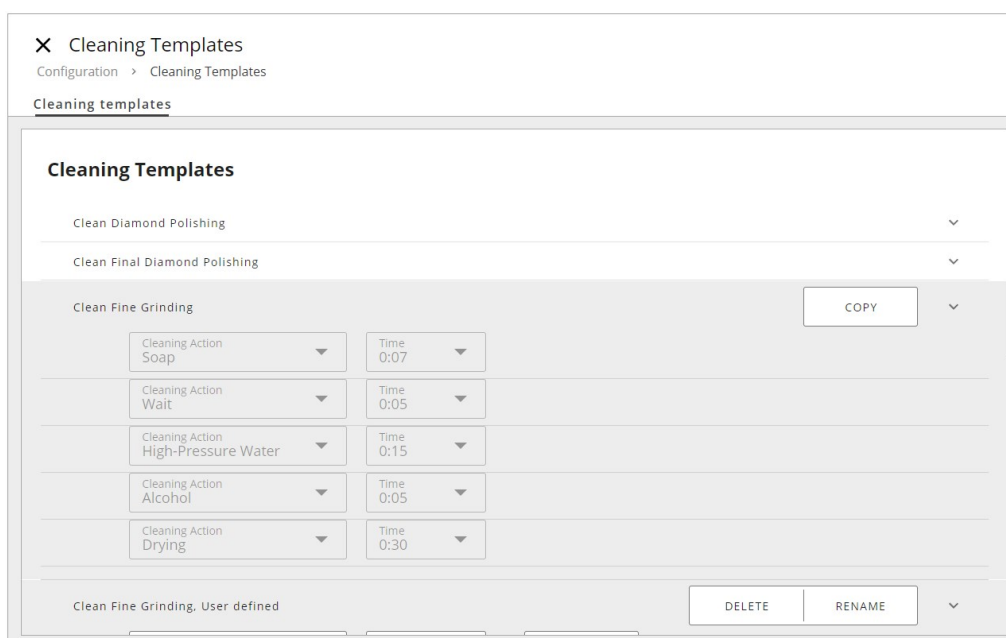 Cleaning Templates
Configuration > Cleaning Templates
Cleaning templates
Cleaning Templates
Clean Diamond Polishing
Clean Final Diamond Polishing
Clean Fine Grinding COPY
Cleaning Action Time
Soap 0:07
Cleaning Action Time
Wait 0:05
Cleaning Action Time
High-Pressure Water 0:15
Cleaning Action Time
Alcohol 0:05
Cleaning Action Time
Drying 0:30
Clean Fine Grinding, User defined DELETE RENAME